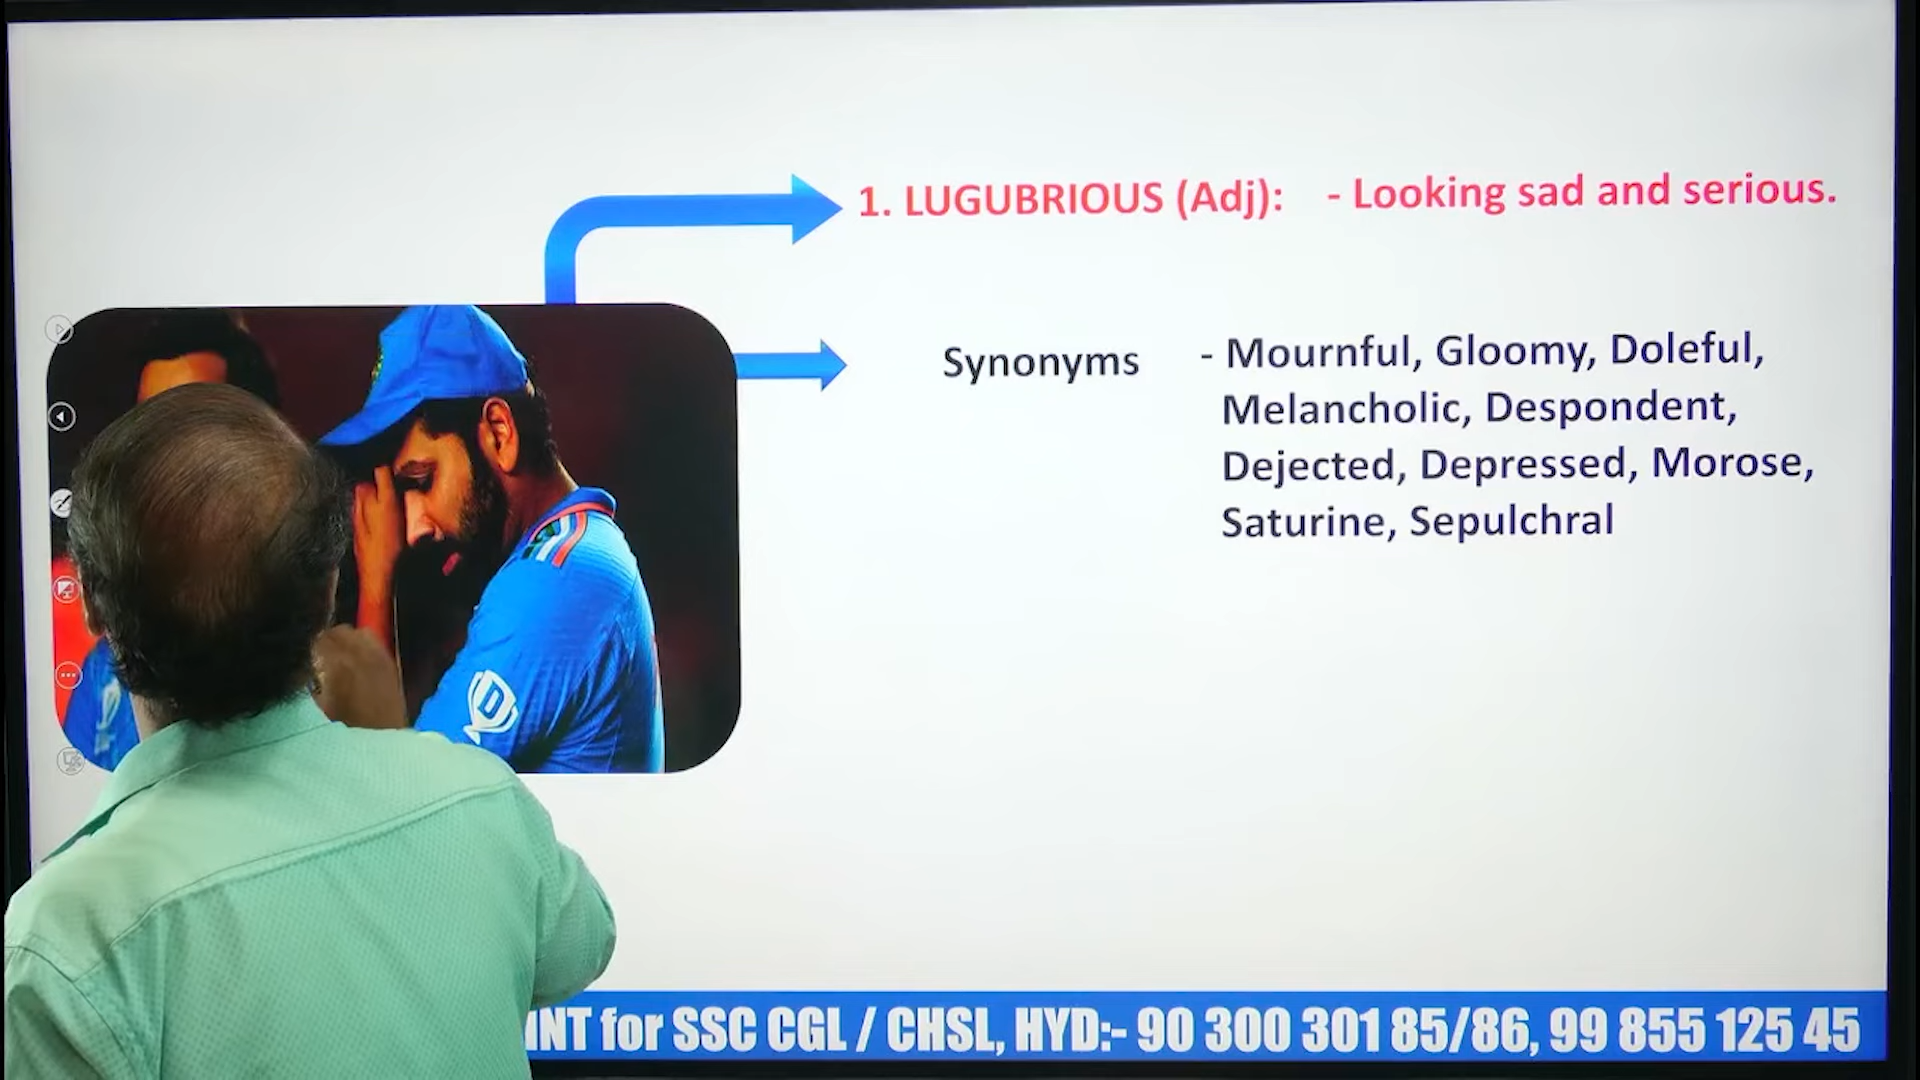 1. LUGUBRIOUS (Adj): - Looking sad and serious.
Synonyms - Mournful, Gloomy, Doleful,
Melancholic, Despondent,
Dejected, Depressed, Morose,
Saturine, Sepulchral
D
for SSC CGL / CHSL, HYD:- 90 300 301 85/86, 99 855 125 45